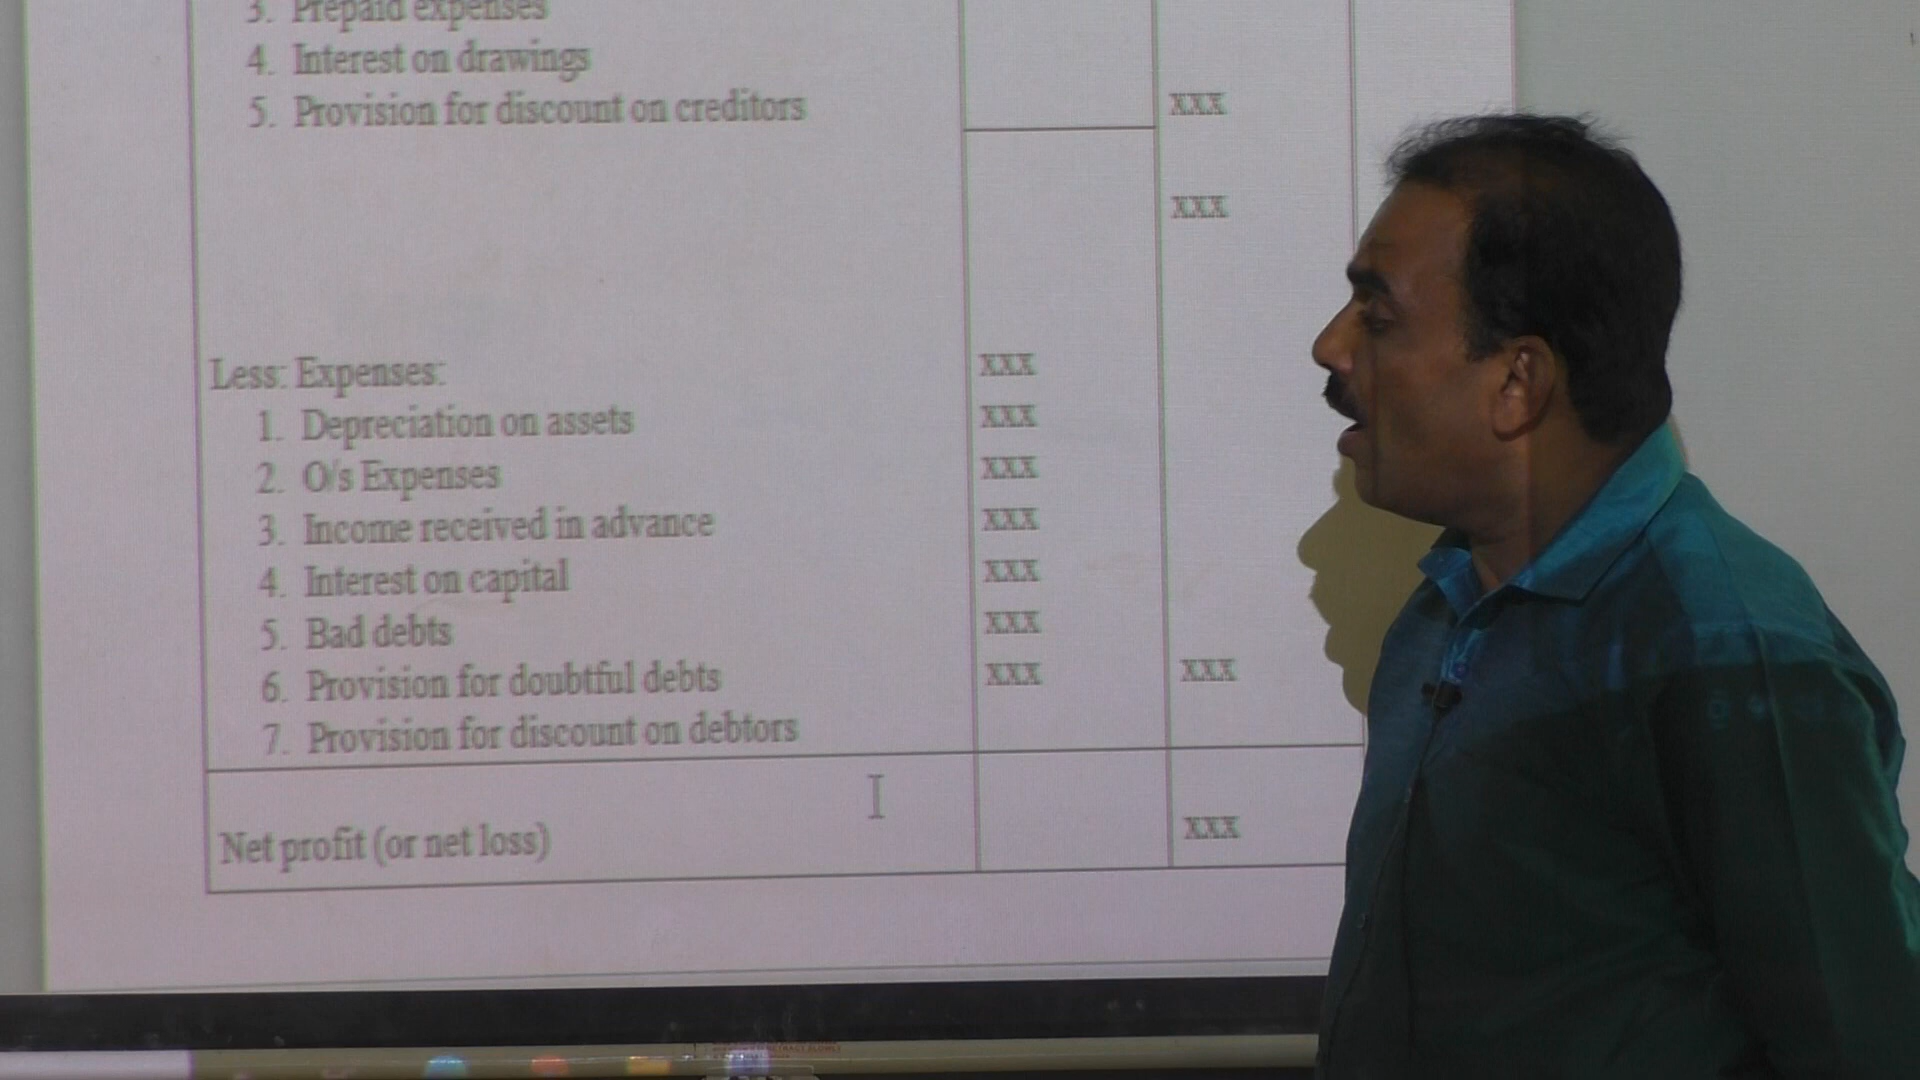 3. Prepaid expenses
4. Interest on drawings
5. Provision for discount on creditors XXX
XXX
Less: Expenses: XXX
1. Depreciation on assets XXX
2. O/s Expenses XXX
3. Income received in advance XXX
4. Interest on capital XXX
5. Bad debts XXX
6. Provision for doubtful debts XXX XXX
7. Provision for discount on debtors
Net profit (or net loss) XXX